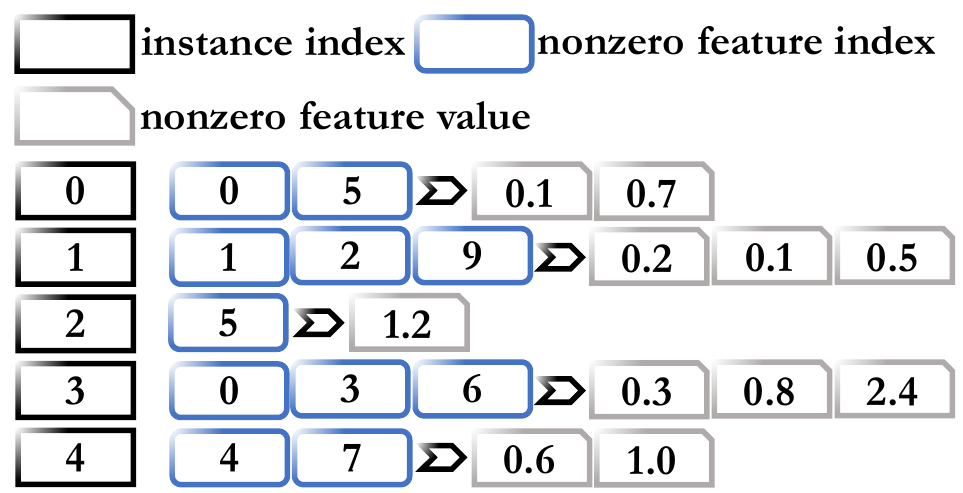 instance index nonzero feature index
nonzero feature value
0 0 5 0.1 0.7
1 1 2 9 0.2 0.1 0.5
2 5 1.2
3 0 3 6 0.3 0.8 2.4
4 4 7 0.6 1.0